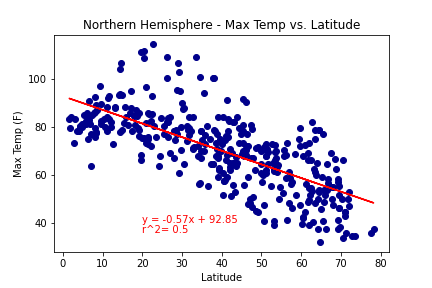 Northern Hemisphere - Max Temp vs. Latitude
Max Temp (F)
100
80
60
40
y = -0.57x + 92.85
r^2= 0.5
0 10 20 30 40 50 60 70 80
Latitude